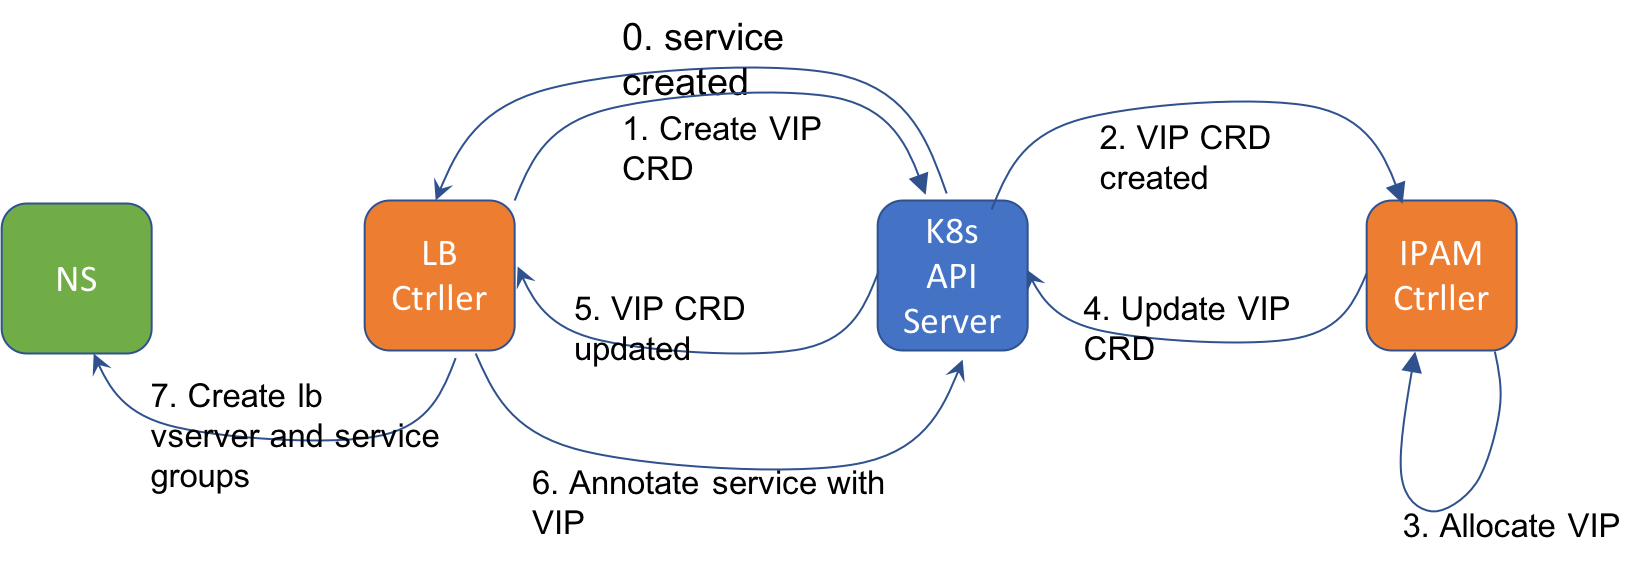 0. service
created
1. Create VIP
CRD
2. VIP CRD
created
NS
LB
Ctrller
K8s
API
Server
IPAM
Ctrller
5. VIP CRD
updated
4. Update VIP
CRD
7. Create lb
vserver and service
groups
6. Annotate service with
VIP
3. Allocate VIP